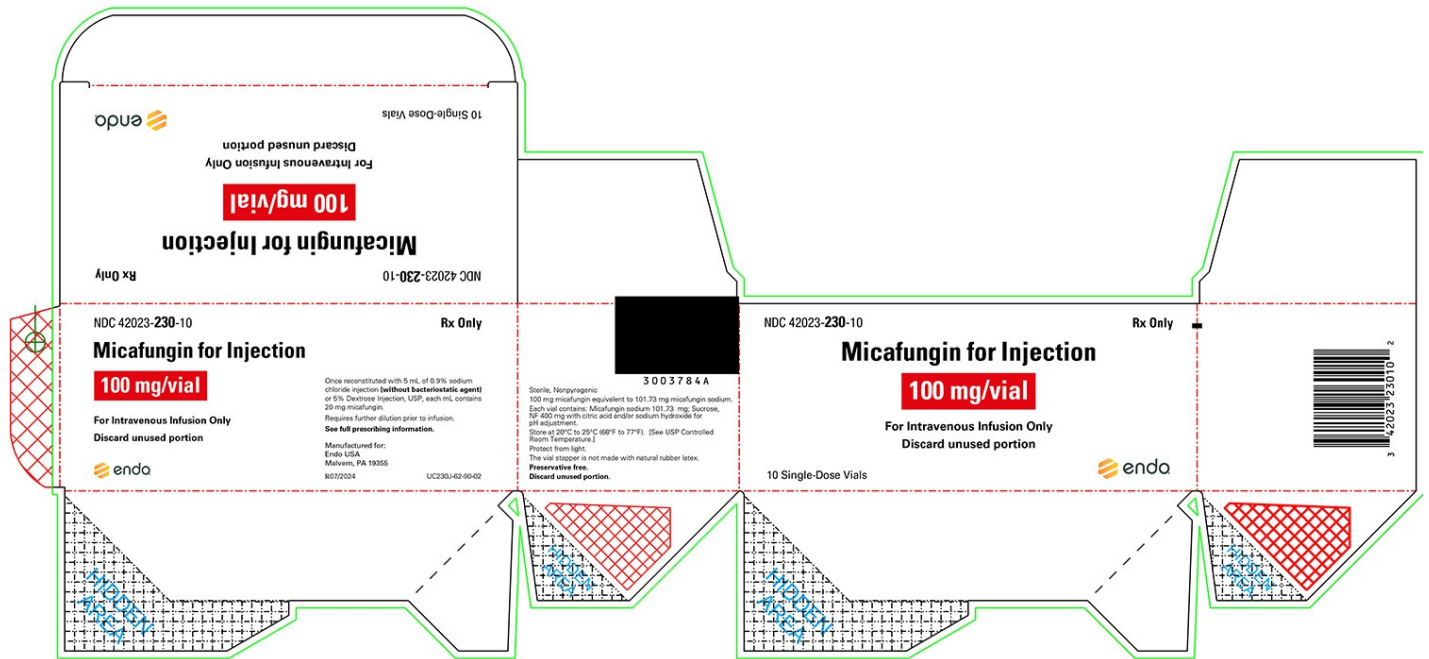 NDC 42023-230-10
Rx Only
Micafungin for Injection
100 mg/vial
For Intravenous Infusion Only
Discard unused portion
10 Single-Dose Vials
endo
NDC 42023-230-10
Rx Only
Micafungin for Injection
100 mg/vial
For Intravenous Infusion Only
Discard unused portion
endo
Once reconstituted with 5 mL of 0.9% sodium
chloride injection (without bacteriostatic agent)
or 5% Dextrose Injection, USP, each mL contains
20 mg micafungin.
Requires further dilution prior to infusion.
See full prescribing information.
Manufactured for:
Endo USA
Malvern, PA 19355
R07/2024
UC230J-62-90-02
3003784A
Sterile, Nonpyrogenic
100 mg micafungin equivalent to 101.73 mg micafungin sodium.
Each vial contains: Micafungin sodium 101.73 mg; Sucrose,
NF 400 mg with citric acid and/or sodium hydroxide for
pH adjustment.
Store at 20°C to 25°C (68°F to 77°F). [See USP Controlled
Room Temperature.]
Protect from light.
The vial stopper is not made with natural rubber latex.
Preservative free.
Discard unused portion.
NDC 42023-230-10
Rx Only
Micafungin for Injection
100 mg/vial
For Intravenous Infusion Only
Discard unused portion
10 Single-Dose Vials
endo
3 42023 23010 2
HIDDEN
AREA
HIDDEN
AREA
HIDDEN
AREA
HIDDEN
AREA